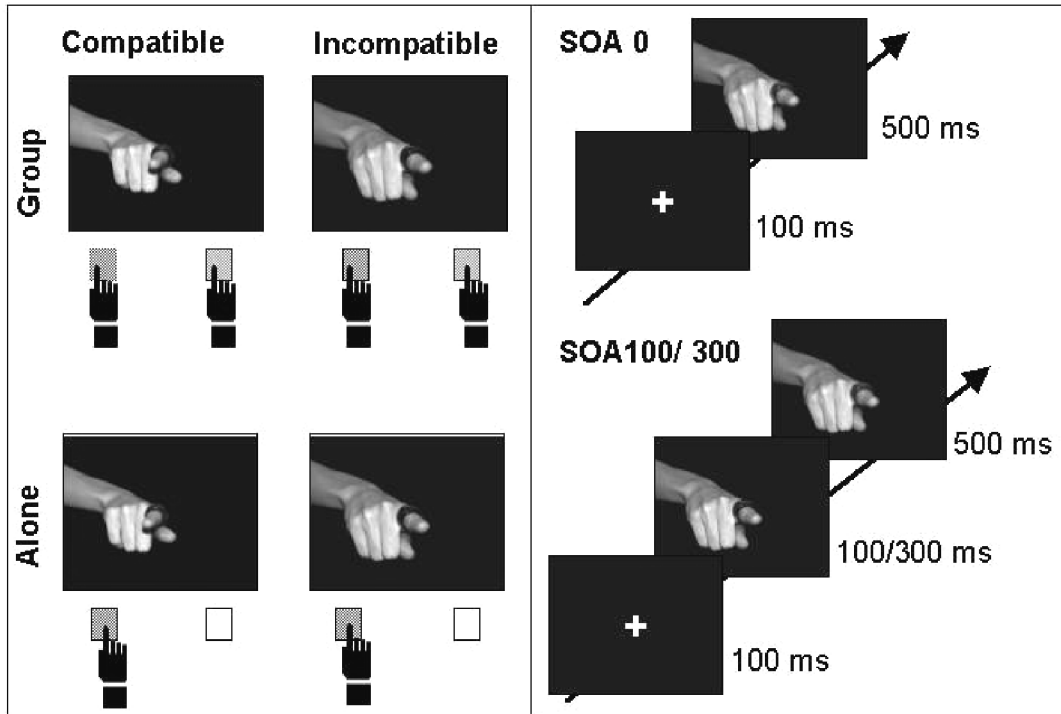 Compatible
Incompatible
Group
Alone
SOA 0
500 ms
100 ms
SOA100/ 300
500 ms
100/300 ms
100 ms